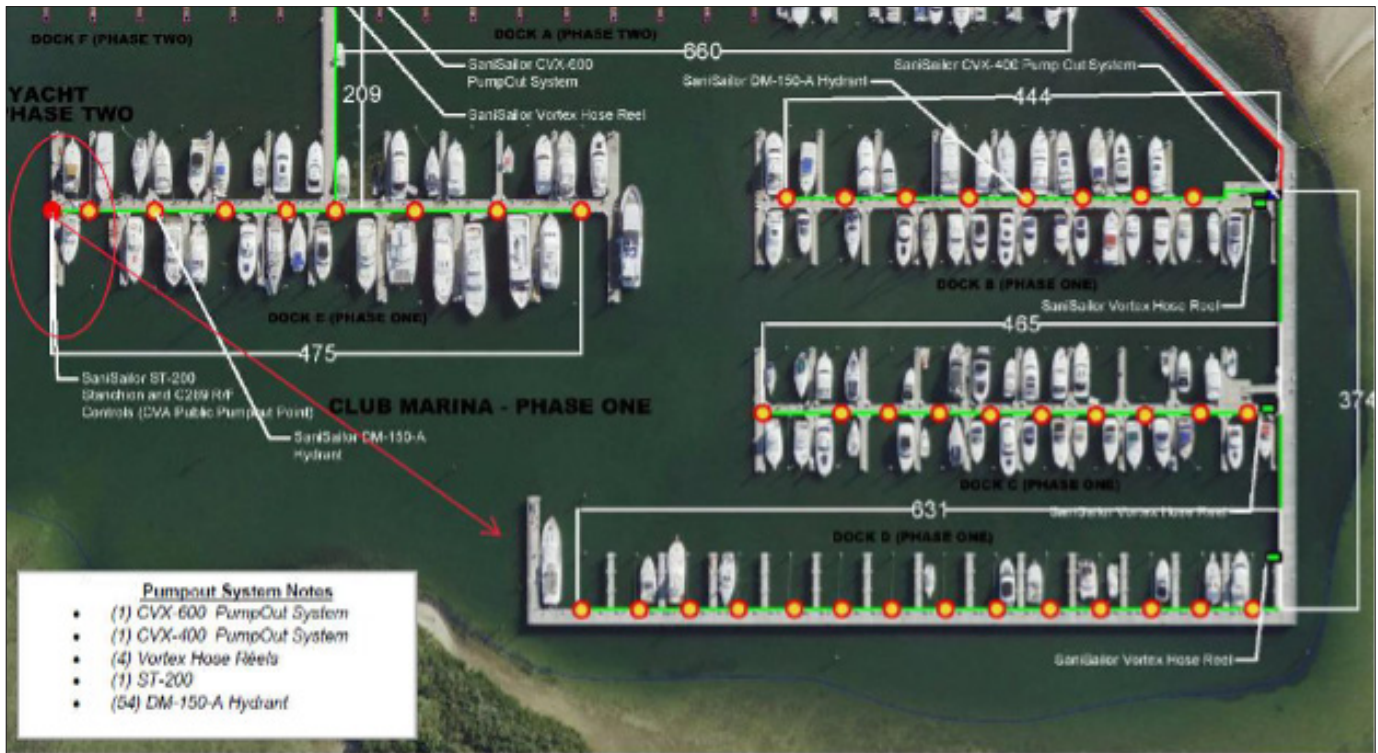 DOCK F (PHASE TWO)
DOCK A (PHASE TWO)
660
SaniSailor CVX-600
PumpOut System
SaniSailor DM-150-A Hydrant
SaniSailor CVX-400 Pump Out System
YACHT
PHASE TWO
209
444
SaniSailor Vortex Hose Reel
DOCK B (PHASE ONE)
SaniSailor Vortex Hose Reel
DOCK E (PHASE ONE)
465
475
SaniSailor ST-200
Stanchion and C289 R/F
Controls (CVA Public Pumpout Point)
CLUB MARINA - PHASE ONE
374
SaniSailor DM-150-A
Hydrant
DOCK C (PHASE ONE)
SaniSailor Vortex Hose Reel
631
DOCK D (PHASE ONE)
Pumpout System Notes
• (1) CVX-600 PumpOut System
• (1) CVX-400 PumpOut System
• (4) Vortex Hose Reels
• (1) ST-200
• (54) DM-150-A Hydrant
SaniSailor Vortex Hose Reel